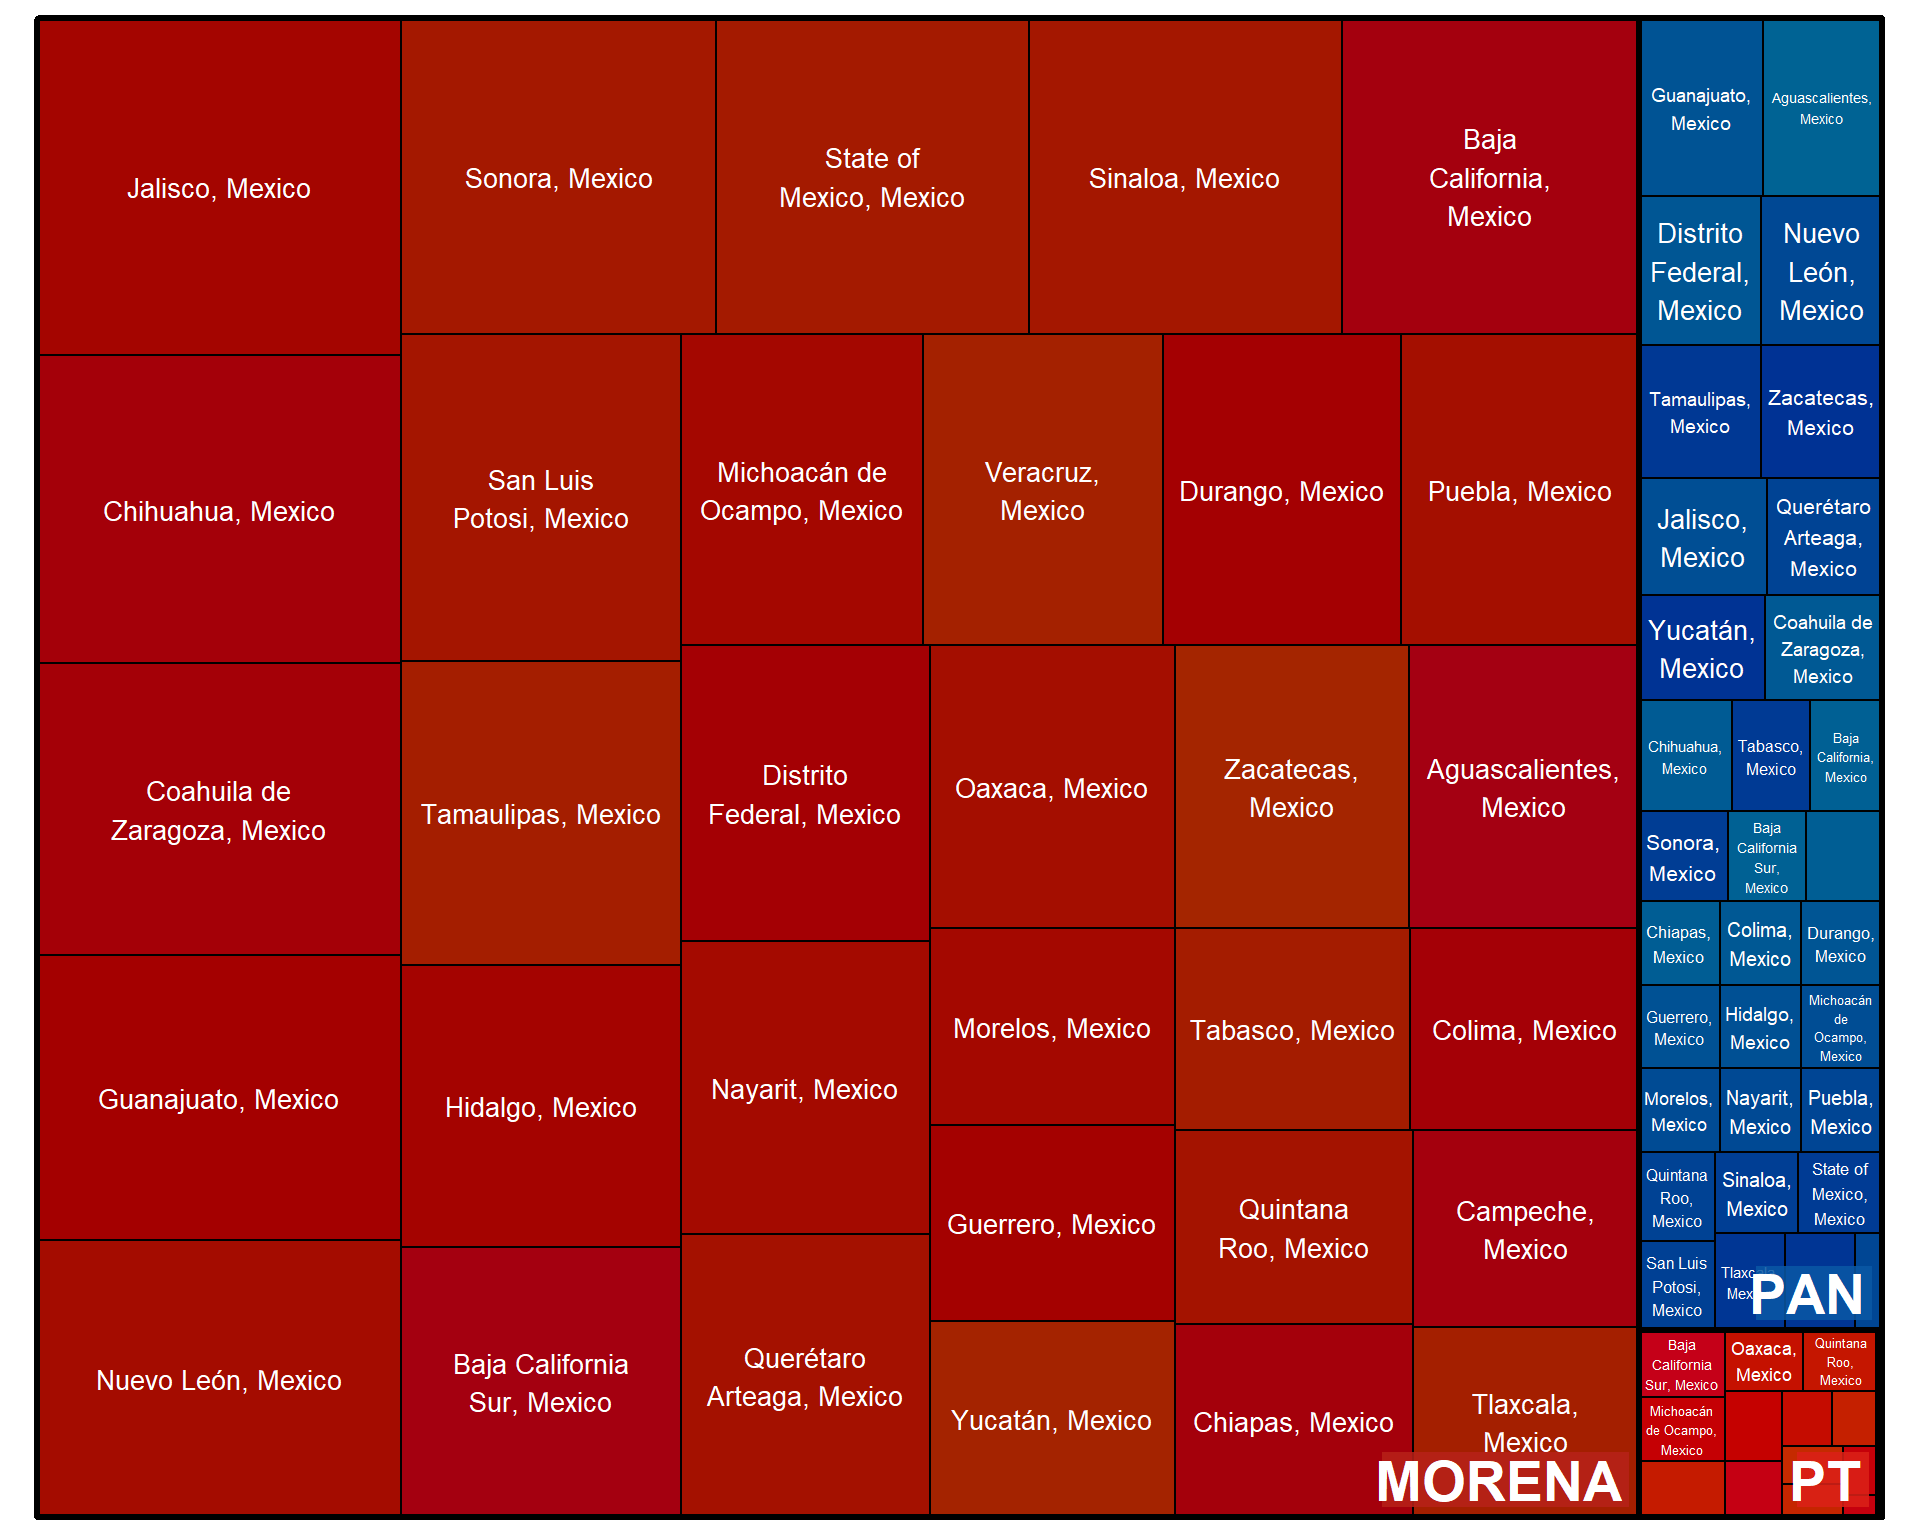 Jalisco, Mexico
Chihuahua, Mexico
Coahuila de
Zaragoza, Mexico
Guanajuato, Mexico
Nuevo León, Mexico
Sonora, Mexico
State of
Mexico, Mexico
Sinaloa, Mexico
Baja
California,
Mexico
San Luis
Potosi, Mexico
Tamaulipas, Mexico
Hidalgo, Mexico
Baja California
Sur, Mexico
Michoacán de
Ocampo, Mexico
Veracruz,
Mexico
Durango, Mexico
Puebla, Mexico
Distrito
Federal, Mexico
Nayarit, Mexico
Querétaro
Arteaga, Mexico
Oaxaca, Mexico
Zacatecas,
Mexico
Aguascalientes,
Mexico
Morelos, Mexico
Guerrero, Mexico
Yucatán, Mexico
Tabasco, Mexico
Colima, Mexico
Quintana
Roo, Mexico
Campeche,
Mexico
Chiapas, Mexico
Tlaxcala,
Mexico
MORENA
Guanajuato,
Mexico
Aguascalientes,
Mexico
Distrito
Federal,
Mexico
Nuevo
León,
Mexico
Tamaulipas,
Mexico
Zacatecas,
Mexico
Jalisco,
Mexico
Querétaro
Arteaga,
Mexico
Yucatán,
Mexico
Coahuila de
Zaragoza,
Mexico
Chihuahua,
Mexico
Tabasco,
Mexico
Baja
California,
Mexico
Sonora,
Mexico
Baja
California
Sur,
Mexico
Chiapas,
Mexico
Colima,
Mexico
Durango,
Mexico
Guerrero,
Mexico
Hidalgo,
Mexico
Michoacán
de
Ocampo,
Mexico
Morelos,
Mexico
Nayarit,
Mexico
Puebla,
Mexico
Quintana
Roo,
Mexico
Sinaloa,
Mexico
State of
Mexico,
Mexico
San Luis
Potosi,
Mexico
Tlaxcala,
Mexico
PAN
Baja
California
Sur, Mexico
Oaxaca,
Mexico
Quintana
Roo,
Mexico
Michoacán
de Ocampo,
Mexico
PT